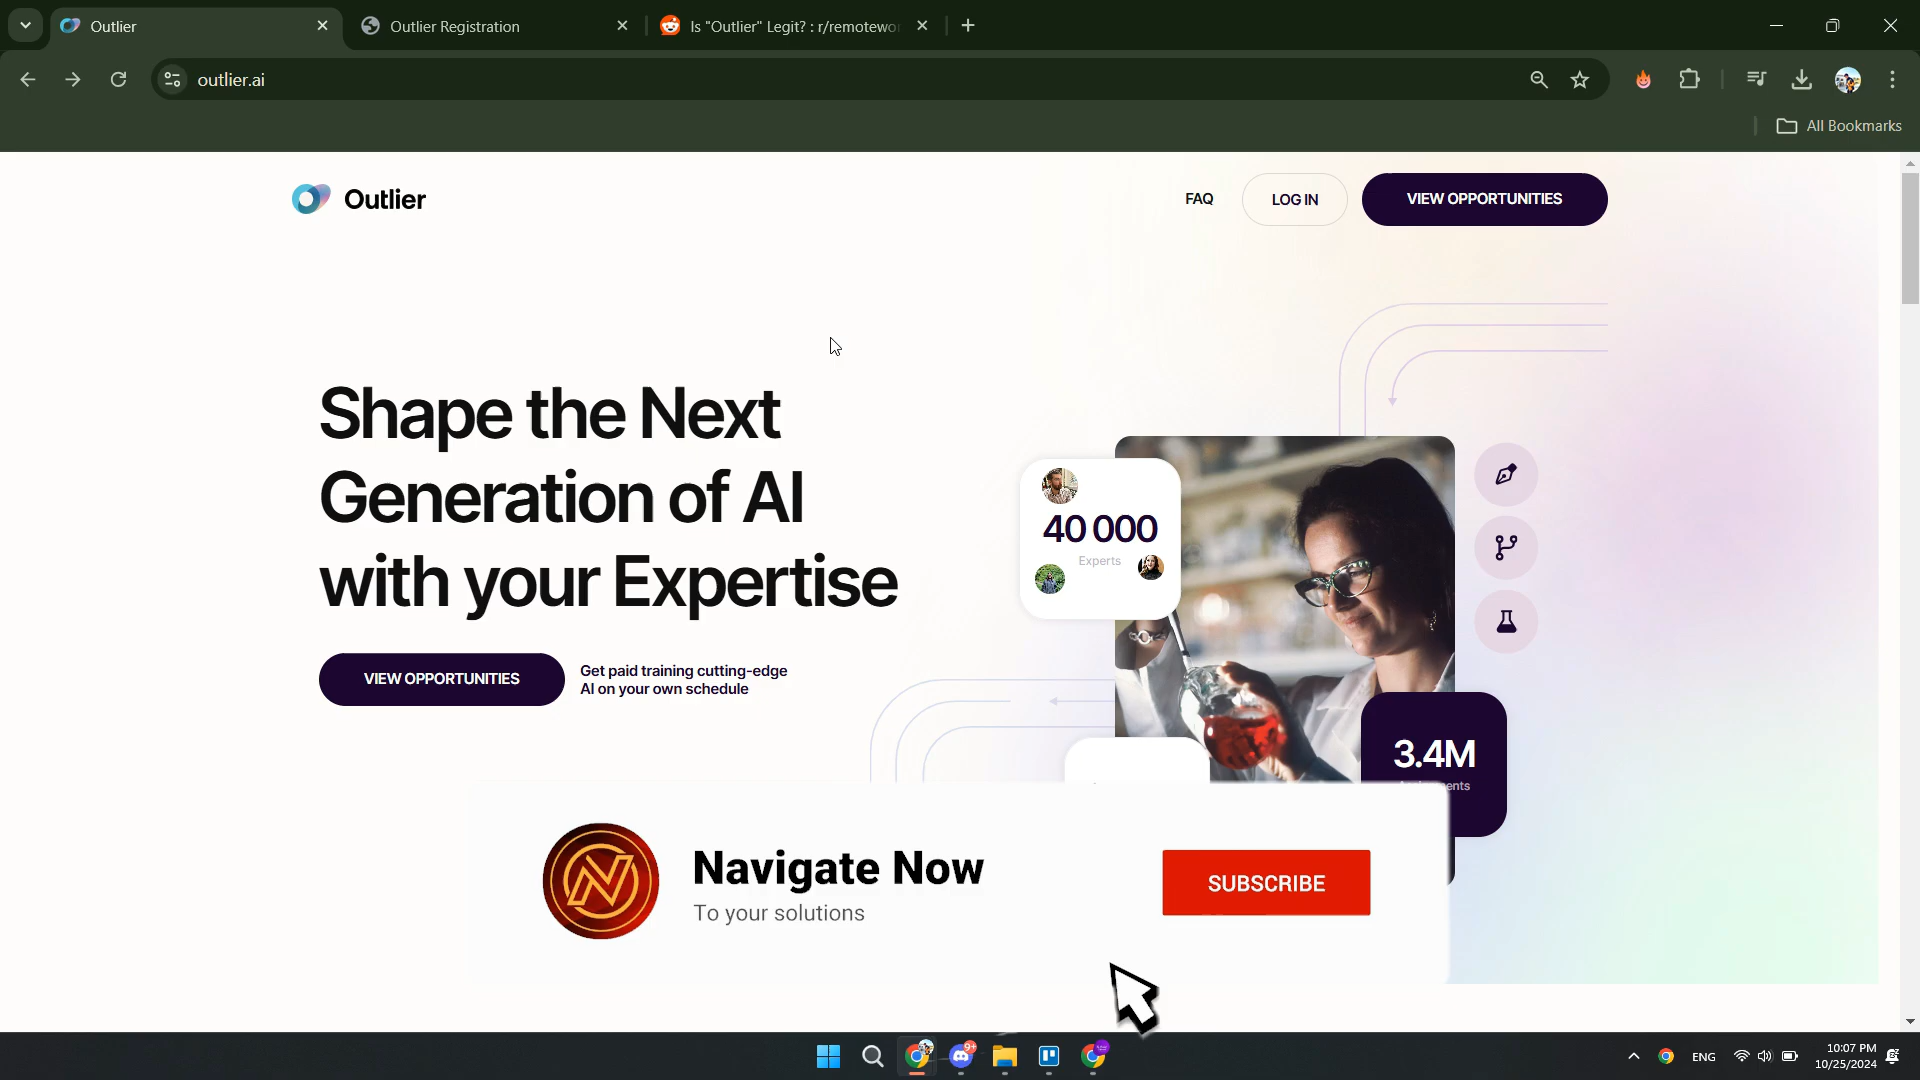 Outlier
Outlier Registration
Is "Outlier" Legit? : r/remotewor
outlier.ai
All Bookmarks
Outlier
FAQ
LOG IN
VIEW OPPORTUNITIES
Shape the Next
Generation of AI
with your Expertise
40 000
Experts
VIEW OPPORTUNITIES
Get paid training cutting-edge
AI on your own schedule
3.4M
Navigate Now
To your solutions
SUBSCRIBE
9+
ENG
10:07 PM
10/25/2024